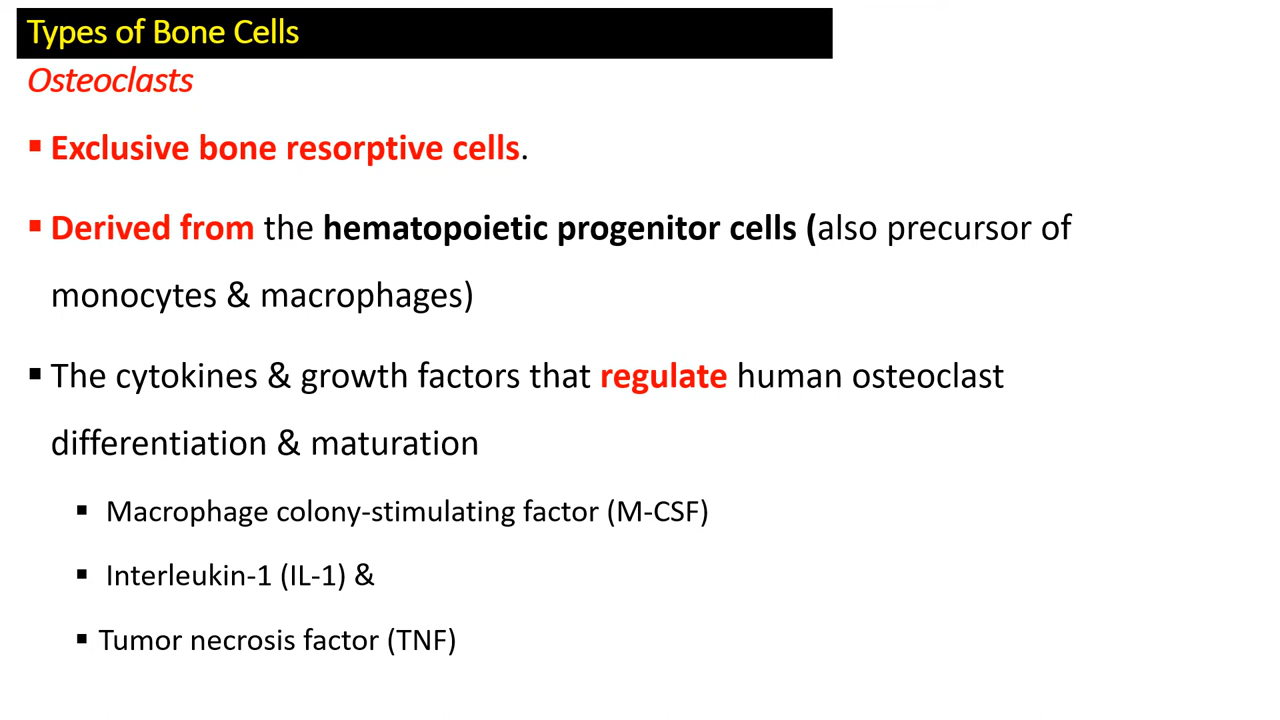 Types of Bone Cells
Osteoclasts
▪ Exclusive bone resorptive cells.
▪ Derived from the hematopoietic progenitor cells (also precursor of
monocytes & macrophages)
▪ The cytokines & growth factors that regulate human osteoclast
differentiation & maturation
▪ Macrophage colony-stimulating factor (M-CSF)
▪ Interleukin-1 (IL-1) &
▪ Tumor necrosis factor (TNF)